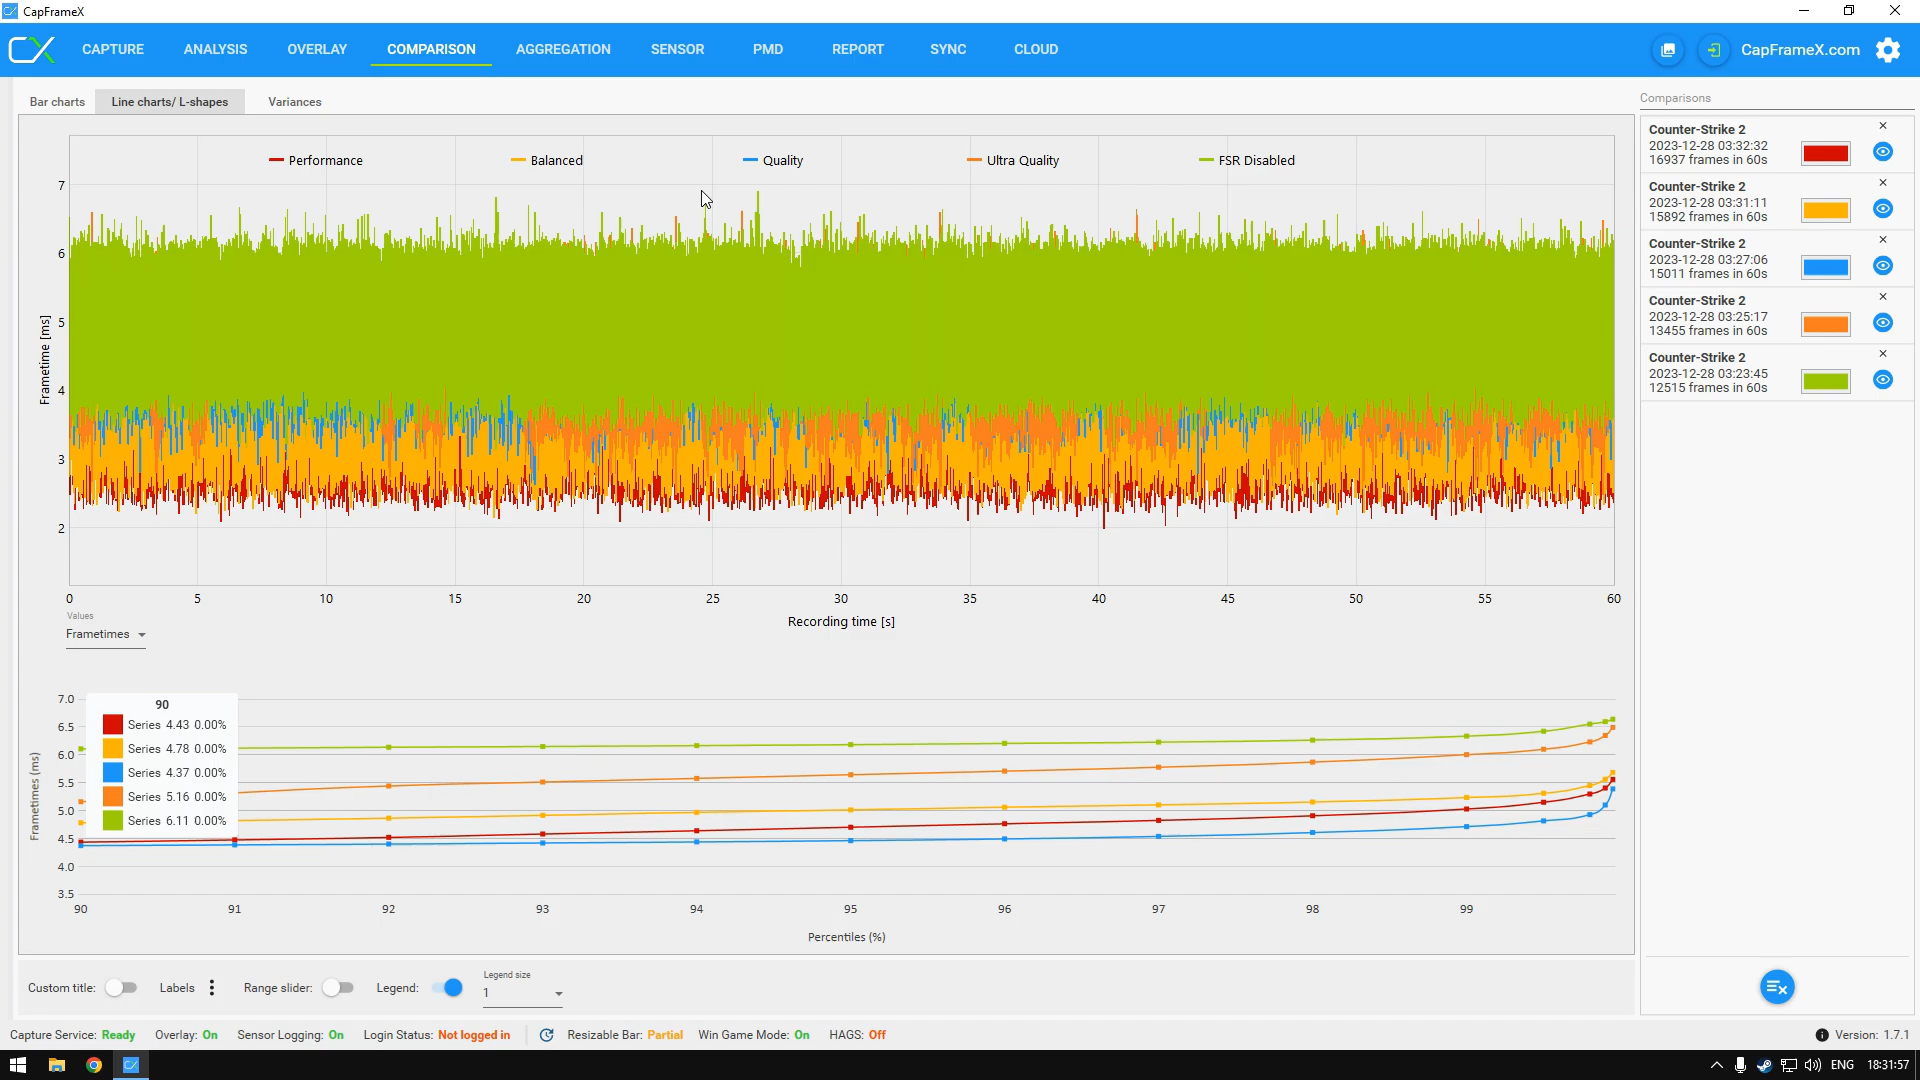 CapFrameX
CX CAPTURE ANALYSIS OVERLAY COMPARISON AGGREGATION SENSOR PMD REPORT SYNC CLOUD CapFrameX.com
Bar charts Line charts/ L-shapes Variances
Performance Balanced Quality Ultra Quality FSR Disabled
7
6
5
4
3
2
Frametime [ms]
0 5 10 15 20 25 30 35 40 45 50 55 60
Recording time [s]
Values
Frametimes
7.0
6.5
6.0
5.5
5.0
4.5
4.0
3.5
Frametimes (ms)
90
Series 4.43 0.00%
Series 4.78 0.00%
Series 4.37 0.00%
Series 5.16 0.00%
Series 6.11 0.00%
90 91 92 93 94 95 96 97 98 99
Percentiles (%)
Custom title: Labels Range slider: Legend: Legend size
1
Comparisons
Counter-Strike 2
2023-12-28 03:32:32
16937 frames in 60s
Counter-Strike 2
2023-12-28 03:31:11
15892 frames in 60s
Counter-Strike 2
2023-12-28 03:27:06
15011 frames in 60s
Counter-Strike 2
2023-12-28 03:25:17
13455 frames in 60s
Counter-Strike 2
2023-12-28 03:23:45
12515 frames in 60s
Capture Service: Ready Overlay: On Sensor Logging: On Login Status: Not logged in Resizable Bar: Partial Win Game Mode: On HAGS: Off Version: 1.7.1
ENG 18:31:57